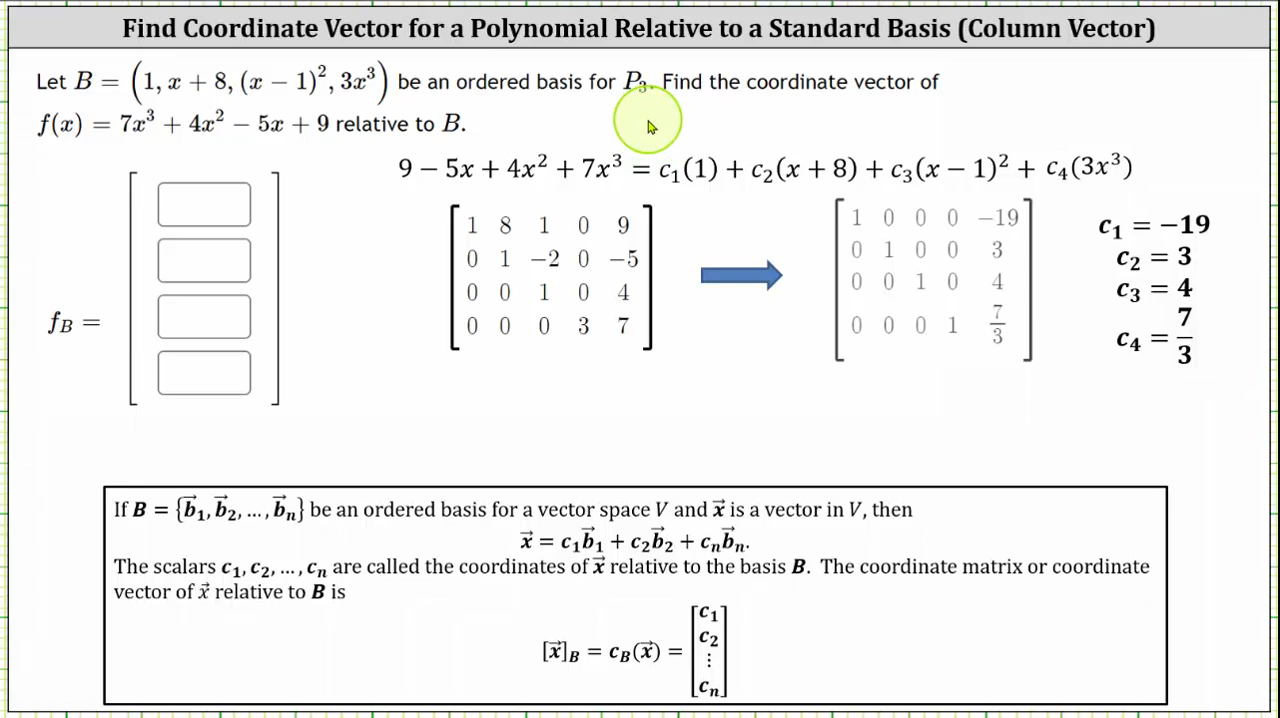 Find Coordinate Vector for a Polynomial Relative to a Standard Basis (Column Vector)
Let B = (1, x + 8, (x − 1)², 3x³) be an ordered basis for P₃. Find the coordinate vector of
f(x) = 7x³ + 4x² − 5x + 9 relative to B.
9 − 5x + 4x² + 7x³ = c₁(1) + c₂(x + 8) + c₃(x − 1)² + c₄(3x³)
f_B =
1 8 1 0 9
0 1 −2 0 −5
0 0 1 0 4
0 0 0 3 7
1 0 0 0 −19
0 1 0 0 3
0 0 1 0 4
0 0 0 1 7/3
c₁ = −19
c₂ = 3
c₃ = 4
c₄ = 7/3
If B = {b⃗₁, b⃗₂, …, b⃗ₙ} be an ordered basis for a vector space V and x⃗ is a vector in V, then
x⃗ = c₁b⃗₁ + c₂b⃗₂ + cₙb⃗ₙ.
The scalars c₁, c₂, …, cₙ are called the coordinates of x⃗ relative to the basis B. The coordinate matrix or coordinate
vector of x⃗ relative to B is
[x⃗]_B = c_B(x⃗) = [c₁ c₂ ⋮ cₙ]